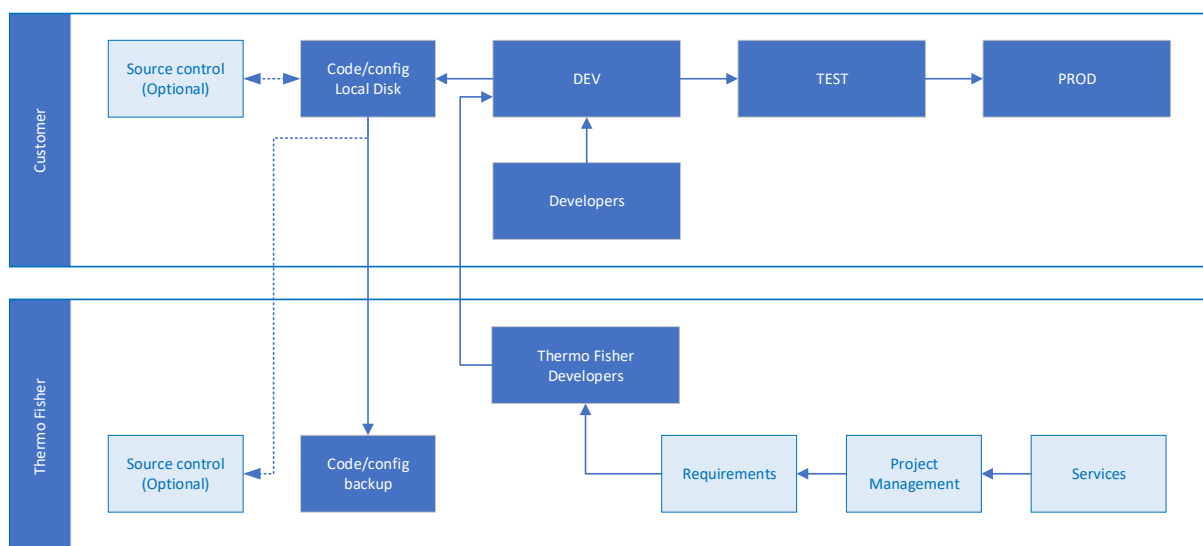 Customer
Source control
(Optional)
Code/config
Local Disk
DEV
TEST
PROD
Developers
Thermo Fisher
Thermo Fisher
Developers
Source control
(Optional)
Code/config
backup
Requirements
Project
Management
Services